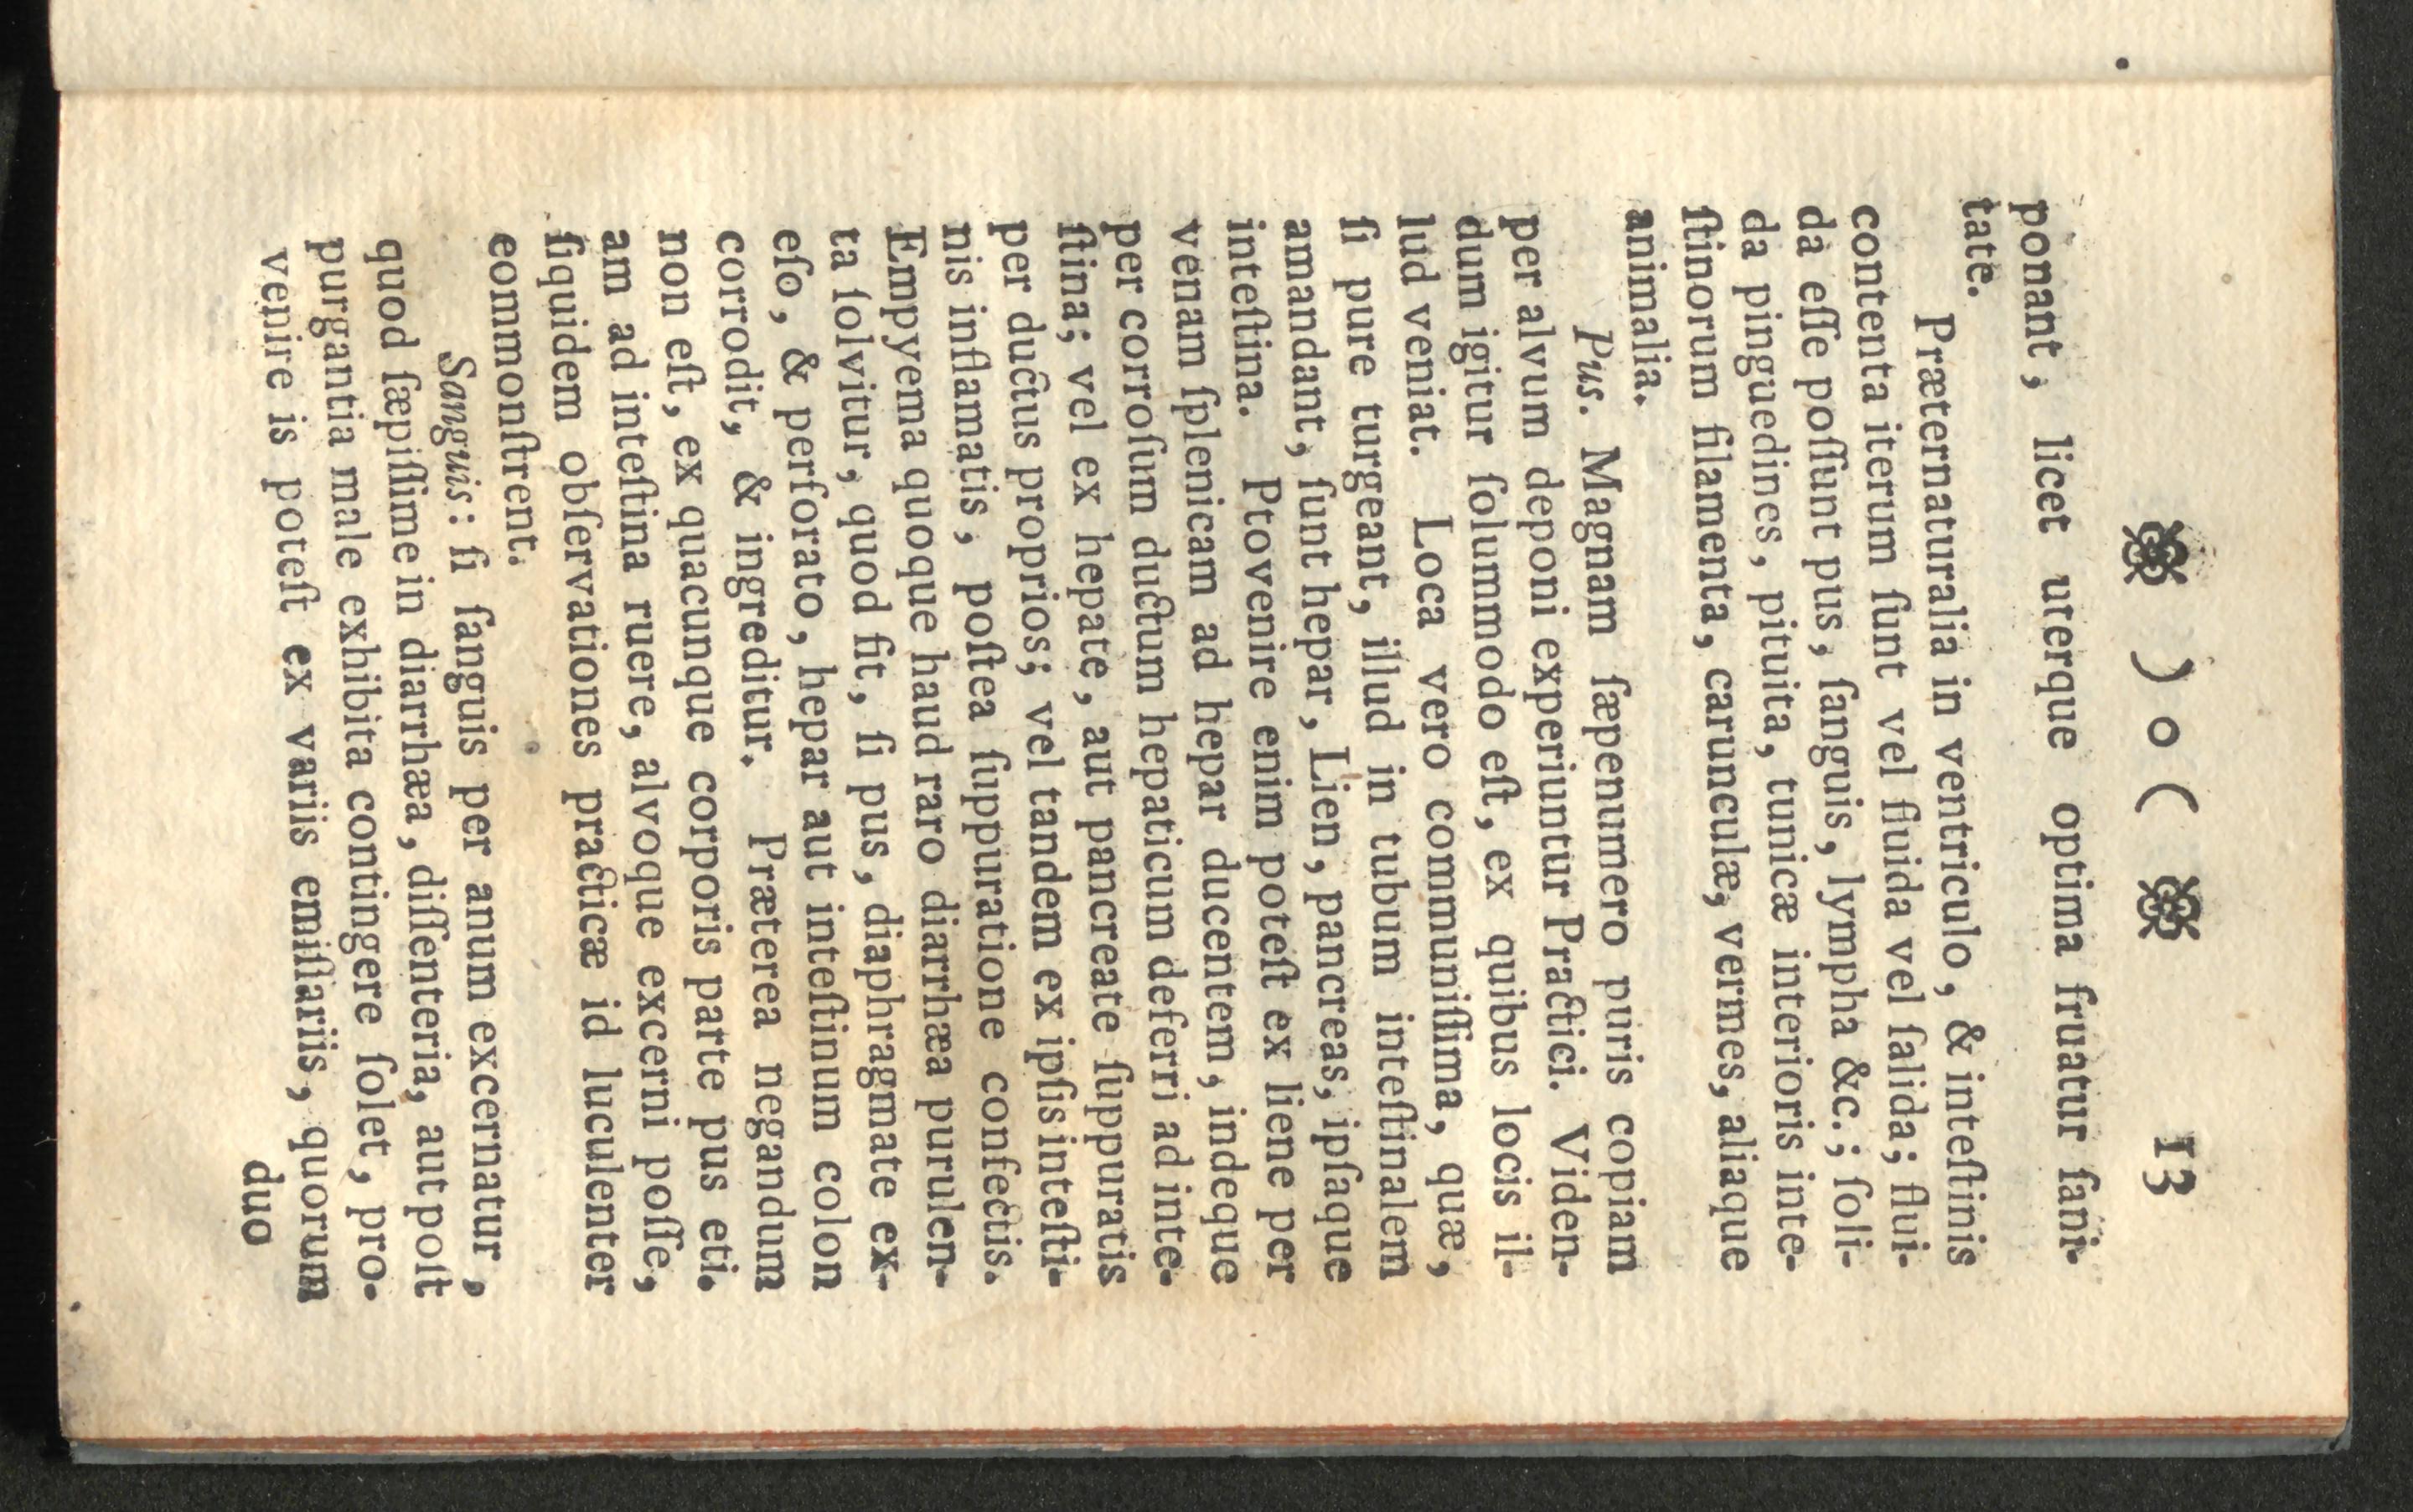 ❀ ) o ( ❀ 13
ponant, licet uterque optima fruatur ſani-
tate.
Præternaturalia in ventriculo, & inteſtinis
contenta iterum ſunt vel fluida vel ſalida; flui-
da eſſe poſſunt pus, ſanguis, lympha &c.; ſoli-
da pinguedines, pituita, tunicæ interioris inte-
ſtinorum filamenta, carunculæ, vermes, aliaque
animalia.
Pus. Magnam ſæpenumero puris copiam
per alvum deponi experiuntur Practici. Viden-
dum igitur ſolummodo eſt, ex quibus locis il-
lud veniat. Loca vero communiſſima, quæ,
ſi pure turgeant, illud in tubum inteſtinalem
amandant, ſunt hepar, Lien, pancreas, ipſaque
inteſtina. Ptovenire enim poteſt ex liene per
venam ſplenicam ad hepar ducentem, indeque
per corroſum ductum hepaticum deferri ad inte-
ſtina; vel ex hepate, aut pancreate ſuppuratis
per ductus proprios; vel tandem ex ipſis inteſti-
nis inflamatis, poſtea ſuppuratione confectis.
Empyema quoque haud raro diarrhæa purulen-
ta ſolvitur, quod fit, ſi pus, diaphragmate ex-
eſo, & perforato, hepar aut inteſtinum colon
corrodit, & ingreditur. Præterea negandum
non eſt, ex quacunque corporis parte pus eti.
am ad inteſtina ruere, alvoque excerni poſſe,
ſiquidem obſervationes practicæ id luculenter
eommonſtrent.
Sanguis: ſi ſanguis per anum excernatur,
quod ſæpiſſime in diarrhæa, diſſenteria, aut poſt
purgantia male exhibita contingere ſolet, pro-
venire is poteſt ex variis emiſſariis, quorum
duo